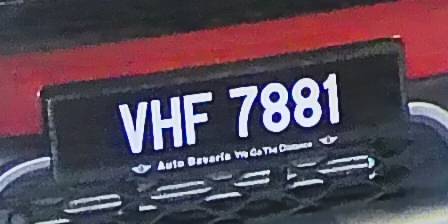 VHF 7881
Auto Bavaria We Go The Distance